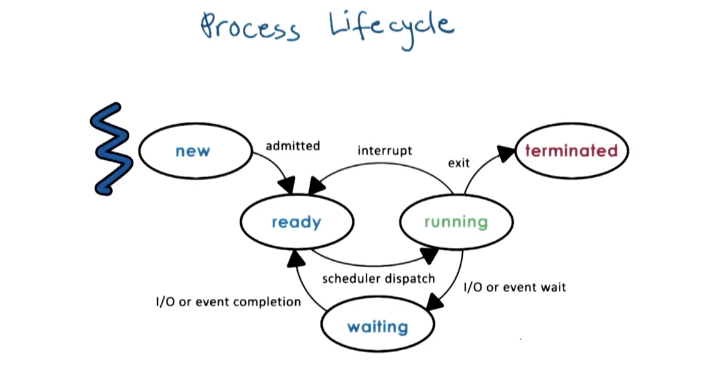 Process Lifecycle
new
admitted
interrupt
exit
terminated
ready
running
scheduler dispatch
I/O or event completion
I/O or event wait
waiting